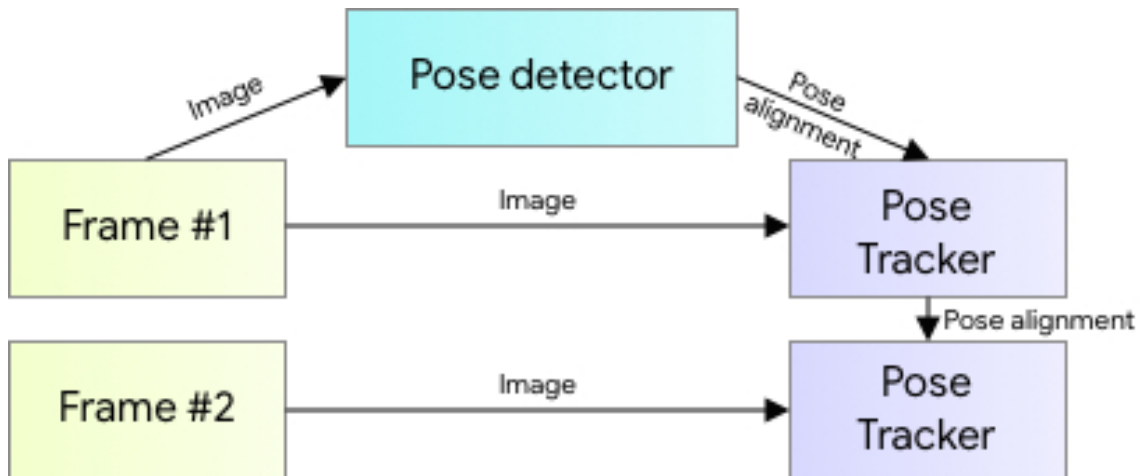 Pose detector
Image
Pose
alignment
Frame #1
Image
Pose
Tracker
Pose alignment
Frame #2
Image
Pose
Tracker